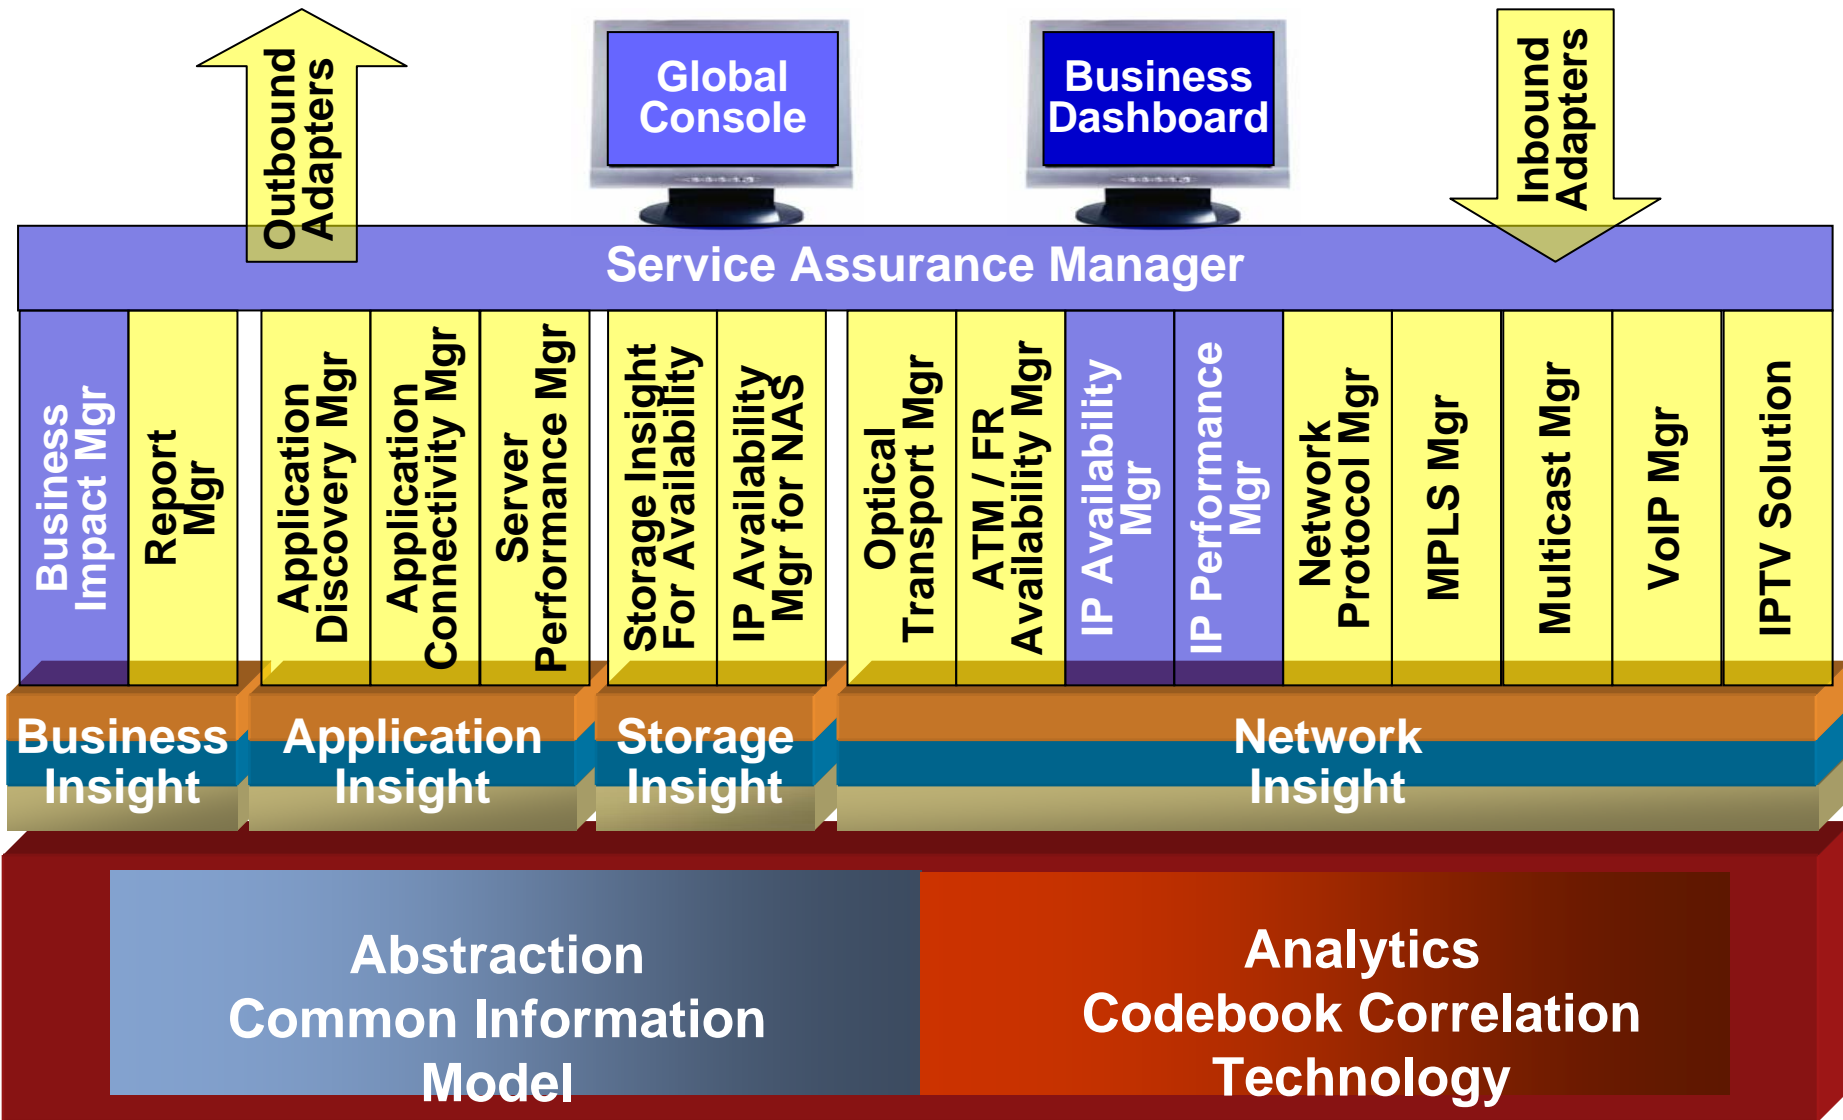 Outbound
Adapters
Global
Console
Business
Dashboard
Inbound
Adapters
Service Assurance Manager
Business
Impact Mgr
Report
Mgr
Application
Discovery Mgr
Application
Connectivity Mgr
Server
Performance Mgr
Storage Insight
For Availability
IP Availability
Mgr for NAS
Optical
Transport Mgr
ATM / FR
Availability Mgr
IP Availability
Mgr
IP Performance
Mgr
Network
Protocol Mgr
MPLS Mgr
Multicast Mgr
VoIP Mgr
IPTV Solution
Business
Insight
Application
Insight
Storage
Insight
Network
Insight
Abstraction
Common Information
Model
Analytics
Codebook Correlation
Technology